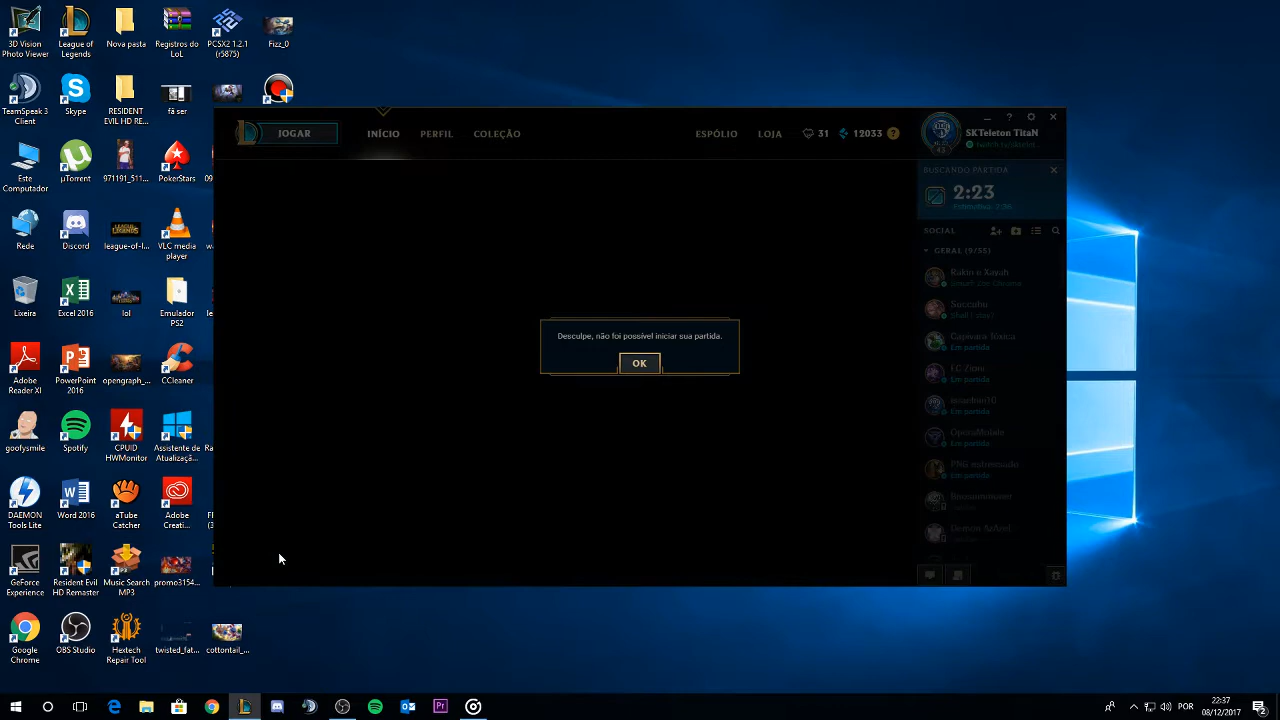 3D Vision
Photo Viewer
League of
Legends
Nova pasta
Registros do
LoL
PCSX2 1.2.1
(r5875)
Fizz_0
TeamSpeak 3
Client
Skype
RESIDENT
EVIL HD RE...
fã ser
Este
Computador
µTorrent
971191_511...
PokerStars
Rede
Discord
league-of-l...
VLC media
player
Lixeira
Excel 2016
lol
Emulador
PS2
Adobe
Reader XI
PowerPoint
2016
opengraph_...
CCleaner
goofysmile
Spotify
CPUID
HWMonitor
Assistente de
Atualizaçã...
DAEMON
Tools Lite
Word 2016
aTube
Catcher
Adobe
Creati...
GeForce
Experience
Resident Evil
HD Remaster
Music Search
MP3
promo3154...
Google
Chrome
OBS Studio
Hextech
Repair Tool
twisted_fat...
cottontail_...
JOGAR
INÍCIO
PERFIL
COLEÇÃO
ESPÓLIO
LOJA
31
12033
SKTeleton TitaN
BUSCANDO PARTIDA
2:23
SOCIAL
GERAL (9/55)
Rakin o Xayah
Succubu
Capivara Tóxica
Em partida
Em partida
Em partida
Em partida
Em partida
Desculpe, não foi possível iniciar sua partida.
OK
POR
22:37
08/12/2017